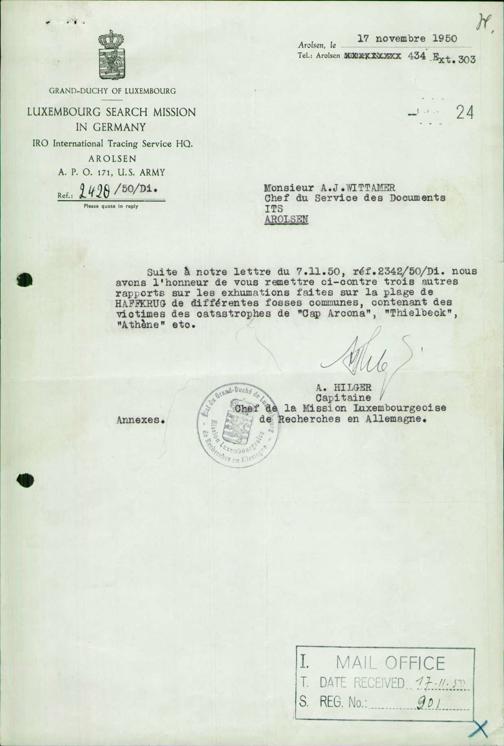 17 novembre 1950
Arolsen, le
Tel.: Arolsen 434 Ext.303
GRAND-DUCHY OF LUXEMBOURG
LUXEMBOURG SEARCH MISSION
IN GERMANY
IRO International Tracing Service HQ.
AROLSEN
A. P. O. 171, U. S. ARMY
Ref.: 2420/50/Di.
Please quote in reply
24
Monsieur A.J.WITTAMER
Chef du Service des Documents
ITS
AROLSEN
Suite à notre lettre du 7.11.50, réf.2342/50/Di. nous
avons l'honneur de vous remettre ci-contre trois autres
rapports sur les exhumations faites sur la plage de
HAFFKRUG de différentes fosses communes, contenant des
victimes des catastrophes de "Cap Arcona", "Thielbeck",
"Athène" etc.
A. HILGER
Capitaine
Chef de la Mission Luxembourgeoise
Annexes. de Recherches en Allemagne.
I. MAIL OFFICE
T. DATE RECEIVED 17-11-50
S. REG. No.: 901